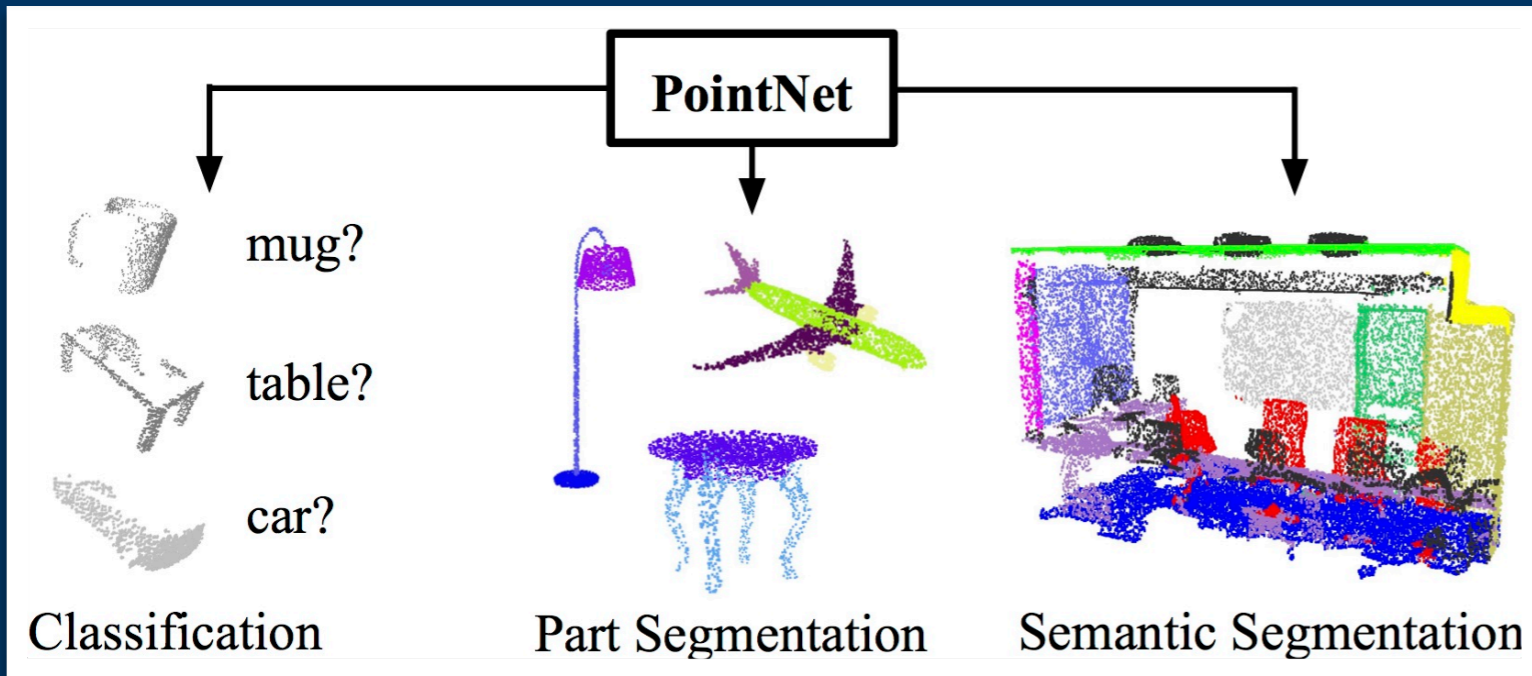 PointNet
mug?
table?
car?
Classification
Part Segmentation
Semantic Segmentation